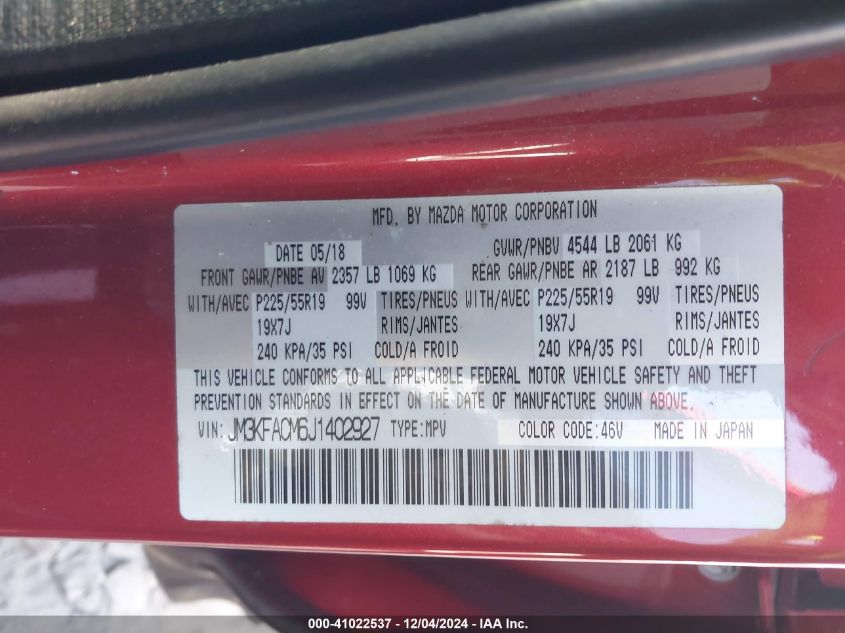 MFD. BY MAZDA MOTOR CORPORATION
DATE 05/18 GVWR/PNBV 4544 LB 2061 KG
FRONT GAWR/PNBE AV 2357 LB 1069 KG REAR GAWR/PNBE AR 2187 LB 992 KG
WITH/AVEC P225/55R19 99V TIRES/PNEUS WITH/AVEC P225/55R19 99V TIRES/PNEUS
19X7J RIMS/JANTES 19X7J RIMS/JANTES
240 KPA/35 PSI COLD/A FROID 240 KPA/35 PSI COLD/A FROID
THIS VEHICLE CONFORMS TO ALL APPLICABLE FEDERAL MOTOR VEHICLE SAFETY AND THEFT
PREVENTION STANDARDS IN EFFECT ON THE DATE OF MANUFACTURE SHOWN ABOVE.
VIN: JM3KFACM6J1402927 TYPE:MPV COLOR CODE:46V MADE IN JAPAN
000-41022537 - 12/04/2024 - IAA Inc.